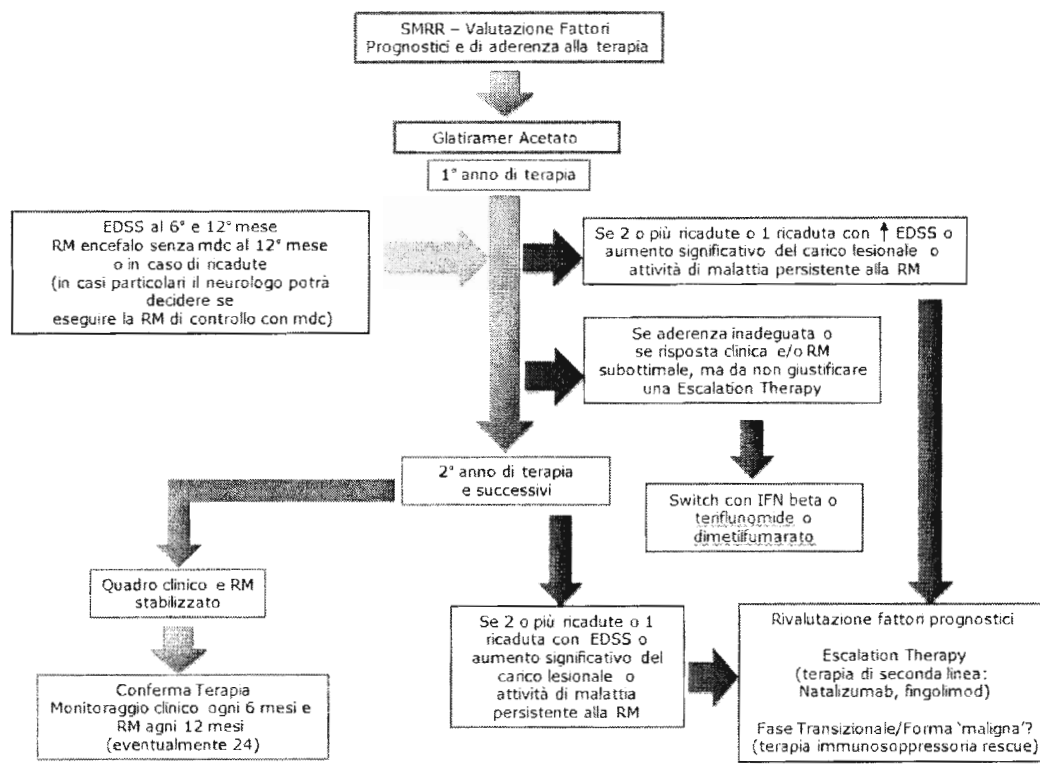 SMRR – Valutazione Fattori
Prognostici e di aderenza alla terapia
Glatiramer Acetato
1° anno di terapia
EDSS al 6° e 12° mese
RM encefalo senza mdc al 12° mese
o in caso di ricadute
(in casi particolari il neurologo potrà
decidere se
eseguire la RM di controllo con mdc)
Se 2 o più ricadute o 1 ricaduta con ↑ EDSS o
aumento significativo del carico lesionale o
attività di malattia persistente alla RM
Se aderenza inadeguata o
se risposta clinica e/o RM
subottimale, ma da non giustificare
una Escalation Therapy
2° anno di terapia
e successivi
Switch con IFN beta o
teriflunomide o
dimetilfumarato
Quadro clinico e RM
stabilizzato
Se 2 o più ricadute o 1
ricaduta con EDSS o
aumento significativo del
carico lesionale o
attività di malattia
persistente alla RM
Rivalutazione fattori prognostici
Escalation Therapy
(terapia di seconda linea:
Natalizumab, fingolimod)
Fase Transizionale/Forma 'maligna'?
(terapia immunosoppressoria rescue)
Conferma Terapia
Monitoraggio clinico ogni 6 mesi e
RM agni 12 mesi
(eventualmente 24)